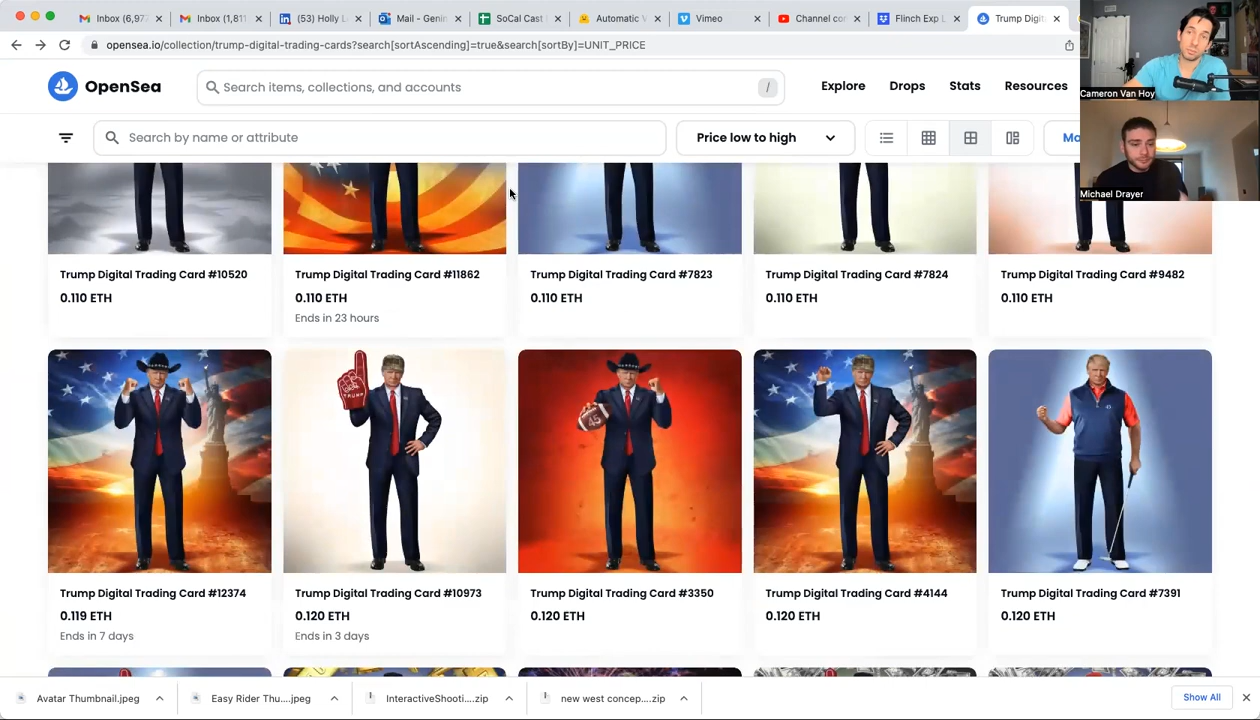 Inbox (6,97
Inbox (1,811
(53) Holly L
Mail - Genin
SoCal Cast
Automatic V
Vimeo
Channel co
Flinch Exp L
Trump Digit
opensea.io/collection/trump-digital-trading-cards?search[sortAscending]=true&search[sortBy]=UNIT_PRICE
OpenSea
Search items, collections, and accounts
/
Explore
Drops
Stats
Resources
Cameron Van Hoy
Search by name or attribute
Price low to high
Mo
Michael Drayer
Trump Digital Trading Card #10520
0.110 ETH
Trump Digital Trading Card #11862
0.110 ETH
Ends in 23 hours
Trump Digital Trading Card #7823
0.110 ETH
Trump Digital Trading Card #7824
0.110 ETH
Trump Digital Trading Card #9482
0.110 ETH
TRUMP
45
Trump Digital Trading Card #12374
0.119 ETH
Ends in 7 days
Trump Digital Trading Card #10973
0.120 ETH
Ends in 3 days
Trump Digital Trading Card #3350
0.120 ETH
Trump Digital Trading Card #4144
0.120 ETH
Trump Digital Trading Card #7391
0.120 ETH
Avatar Thumbnail.jpeg
Easy Rider Thu....jpeg
InteractiveShooti....zip
new west concep....zip
Show All